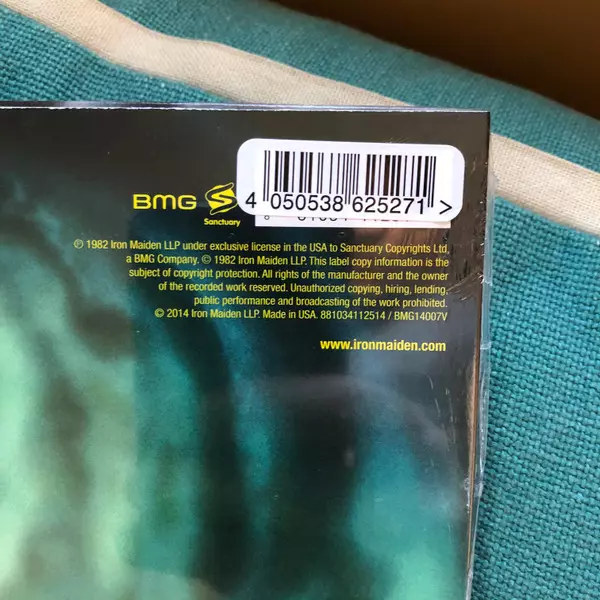 BMG
Sanctuary
4 050538 625271 >
℗ 1982 Iron Maiden LLP under exclusive license in the USA to Sanctuary Copyrights Ltd,
a BMG Company. © 1982 Iron Maiden LLP. This label copy information is the
subject of copyright protection. All rights of the manufacturer and the owner
of the recorded work reserved. Unauthorized copying, hiring, lending,
public performance and broadcasting of the work prohibited.
© 2014 Iron Maiden LLP. Made in USA. 881034112514 / BMG14007V
www.ironmaiden.com